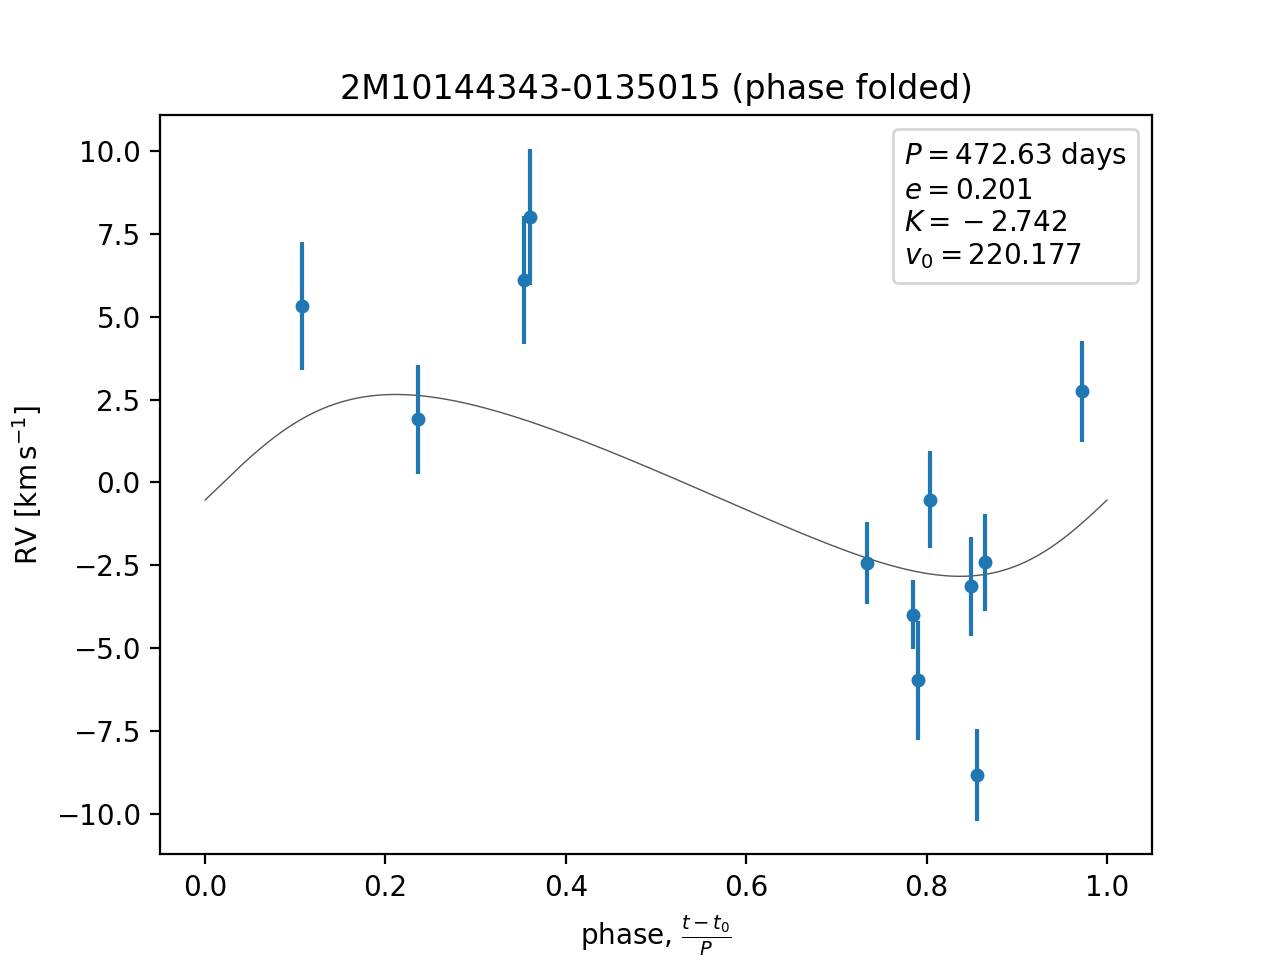 2M10144343-0135015 (phase folded)
P = 472.63 days
e = 0.201
K = −2.742
v₀ = 220.177
10.0
7.5
5.0
2.5
0.0
−2.5
−5.0
−7.5
−10.0
RV [km s⁻¹]
0.0 0.2 0.4 0.6 0.8 1.0
phase, (t − t₀)/P